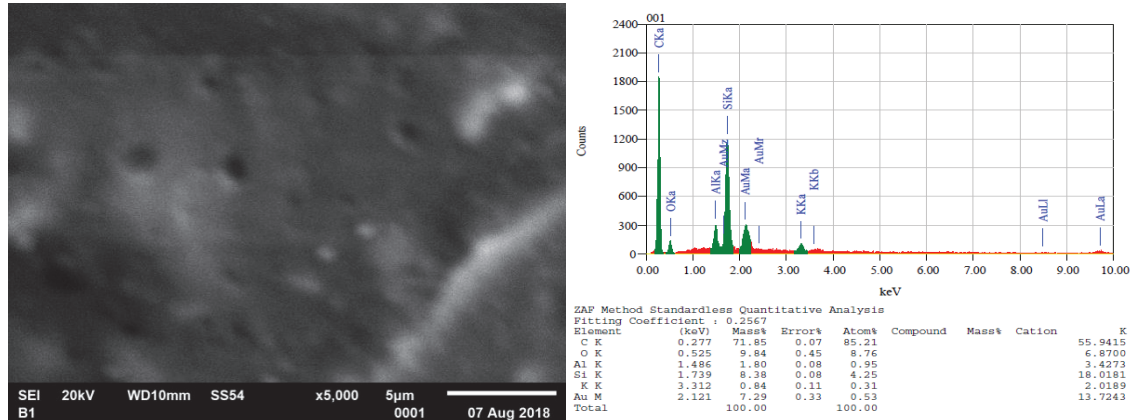 SEI 20kV WD10mm SS54 x5,000 5µm
B1 0001 07 Aug 2018
001
2400
2100
1800
1500
1200
900
600
300
0
Counts
CKa
OKa
AlKa
AuMz
SiKa
AuMa
AuMr
KKa
KKb
AuLl
AuLa
0.00 1.00 2.00 3.00 4.00 5.00 6.00 7.00 8.00 9.00 10.00
keV
ZAF Method Standardless Quantitative Analysis
Fitting Coefficient : 0.2567
Element (keV) Mass% Error% Atom% Compound Mass% Cation K
C K 0.277 71.85 0.07 85.21 55.9415
O K 0.525 9.84 0.45 8.76 6.8700
Al K 1.486 1.80 0.08 0.95 3.4273
Si K 1.739 8.38 0.08 4.25 18.0181
K K 3.312 0.84 0.11 0.31 2.0189
Au M 2.121 7.29 0.33 0.53 13.7243
Total 100.00 100.00